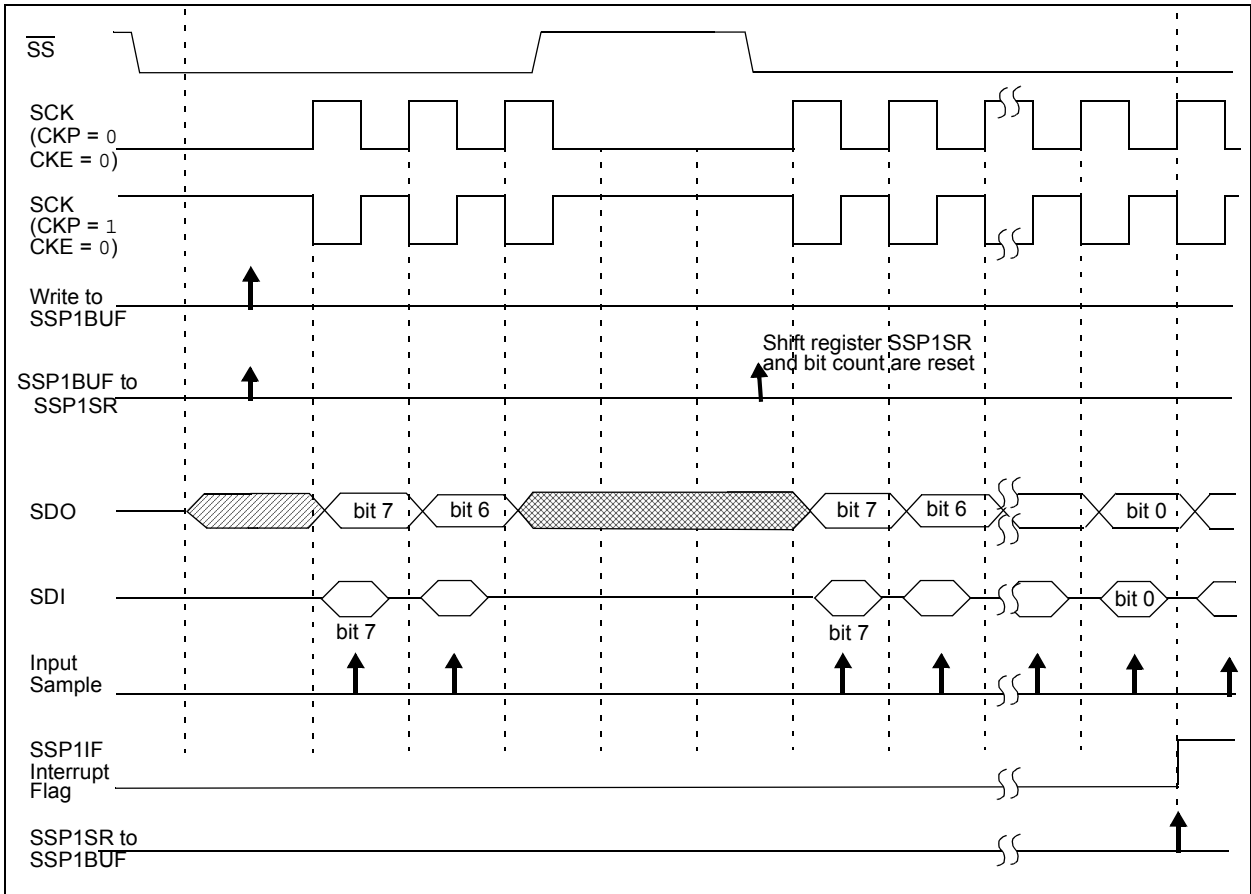 SS
SCK
(CKP = 0
CKE = 0)
SCK
(CKP = 1
CKE = 0)
Write to
SSP1BUF
Shift register SSP1SR
and bit count are reset
SSP1BUF to
SSP1SR
SDO
bit 7
bit 6
bit 7
bit 6
bit 0
SDI
bit 0
bit 7
bit 7
Input
Sample
SSP1IF
Interrupt
Flag
SSP1SR to
SSP1BUF